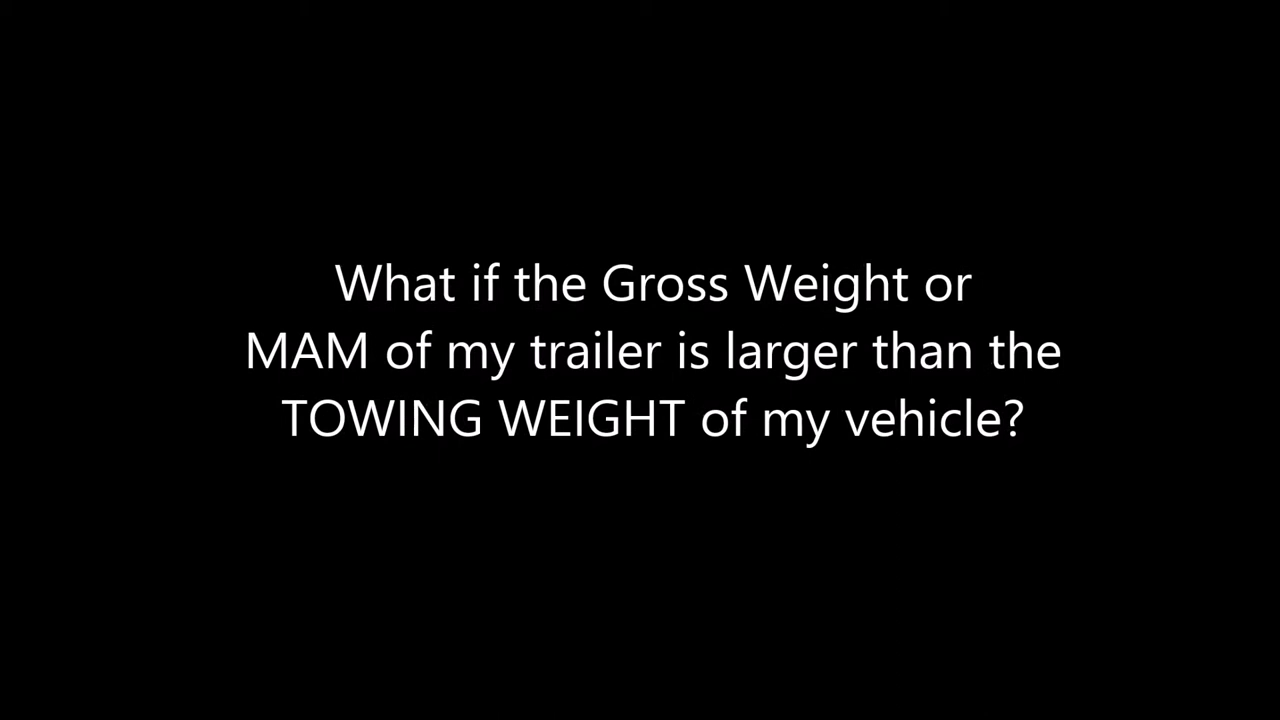 What if the Gross Weight or
MAM of my trailer is larger than the
TOWING WEIGHT of my vehicle?